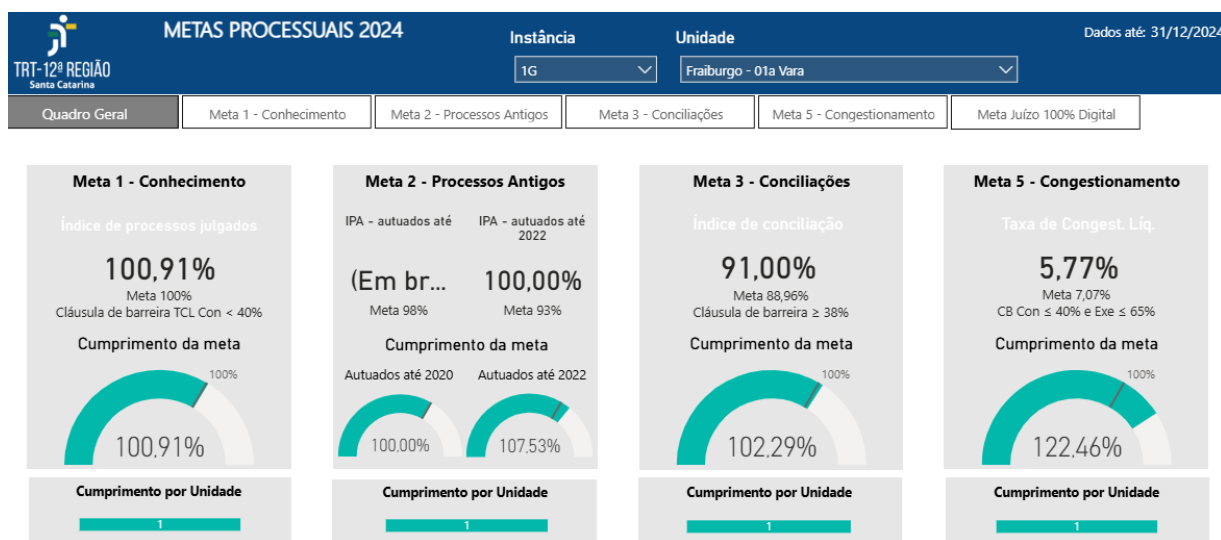 METAS PROCESSUAIS 2024
Instância
Unidade
Dados até: 31/12/2024
TRT-12ª REGIÃO
Santa Catarina
1G
Fraiburgo - 01a Vara
Quadro Geral
Meta 1 - Conhecimento
Meta 2 - Processos Antigos
Meta 3 - Conciliações
Meta 5 - Congestionamento
Meta Juízo 100% Digital
Meta 1 - Conhecimento
Índice de processos julgados
100,91%
Meta 100%
Cláusula de barreira TCL Con < 40%
Cumprimento da meta
100%
100,91%
Cumprimento por Unidade
1
Meta 2 - Processos Antigos
IPA - autuados até
(Em br...
Meta 98%
IPA - autuados até
2022
100,00%
Meta 93%
Cumprimento da meta
Autuados até 2020
100,00%
Autuados até 2022
107,53%
Cumprimento por Unidade
1
Meta 3 - Conciliações
Índice de conciliação
91,00%
Meta 88,96%
Cláusula de barreira ≥ 38%
Cumprimento da meta
100%
102,29%
Cumprimento por Unidade
1
Meta 5 - Congestionamento
Taxa de Congest. Líq.
5,77%
Meta 7,07%
CB Con ≤ 40% e Exe ≤ 65%
Cumprimento da meta
100%
122,46%
Cumprimento por Unidade
1